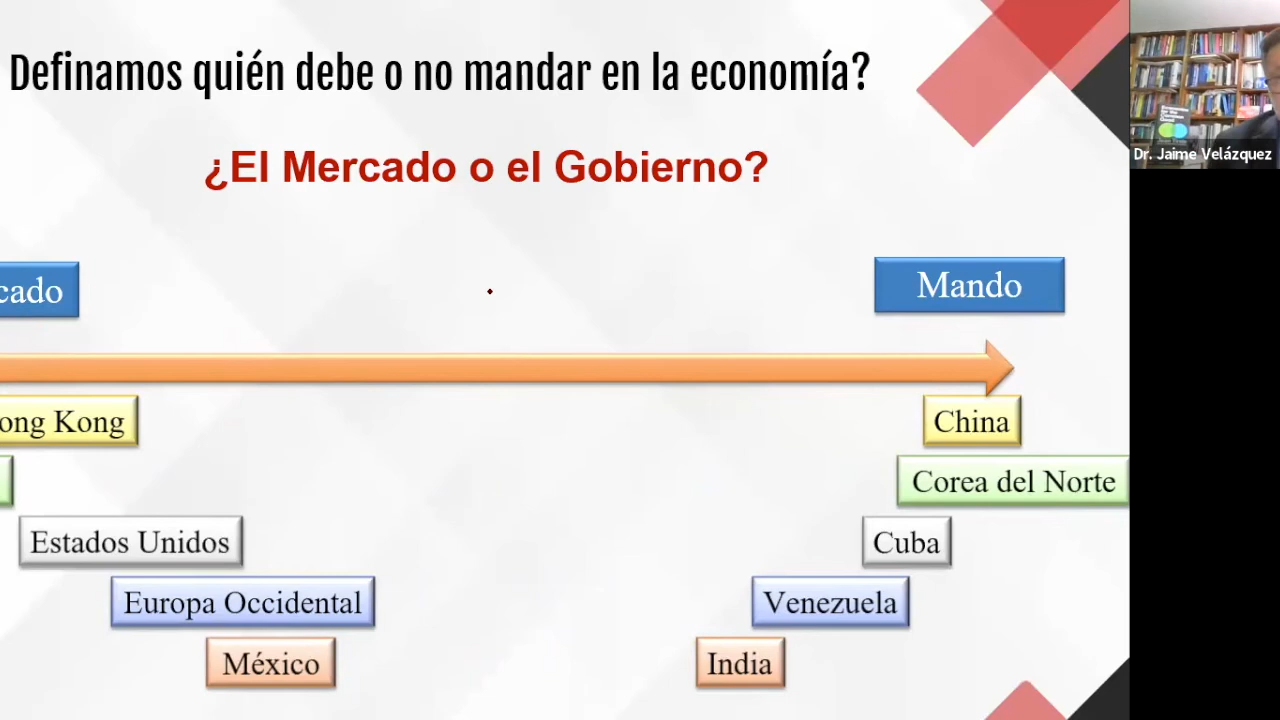 Definamos quién debe o no mandar en la economía?
¿El Mercado o el Gobierno?
Dr. Jaime Velázquez
cado
Mando
ong Kong
China
Corea del Norte
Estados Unidos
Cuba
Europa Occidental
Venezuela
México
India